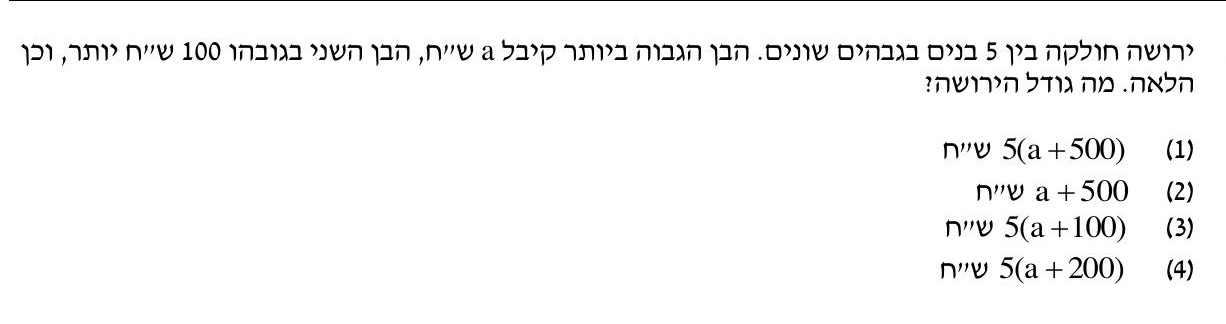 ירושה חולקה בין 5 בנים בגבהים שונים. הבן הגבוה ביותר קיבל a ש״ח, הבן השני בגובהו 100 ש״ח יותר, וכן
הלאה. מה גודל הירושה?
(1) 5(a+500) ש״ח
(2) a+500 ש״ח
(3) 5(a+100) ש״ח
(4) 5(a+200) ש״ח